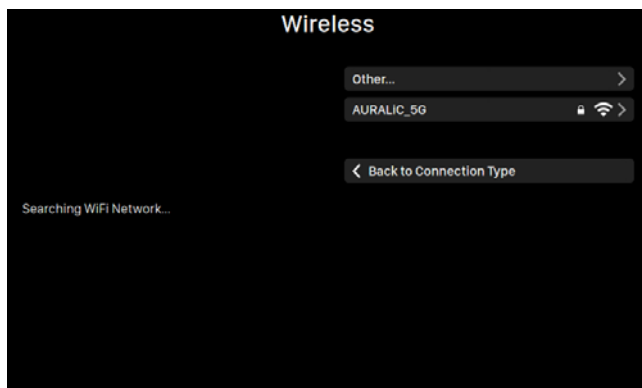 Wireless
Other...
AURALiC_5G
Back to Connection Type
Searching WiFi Network...